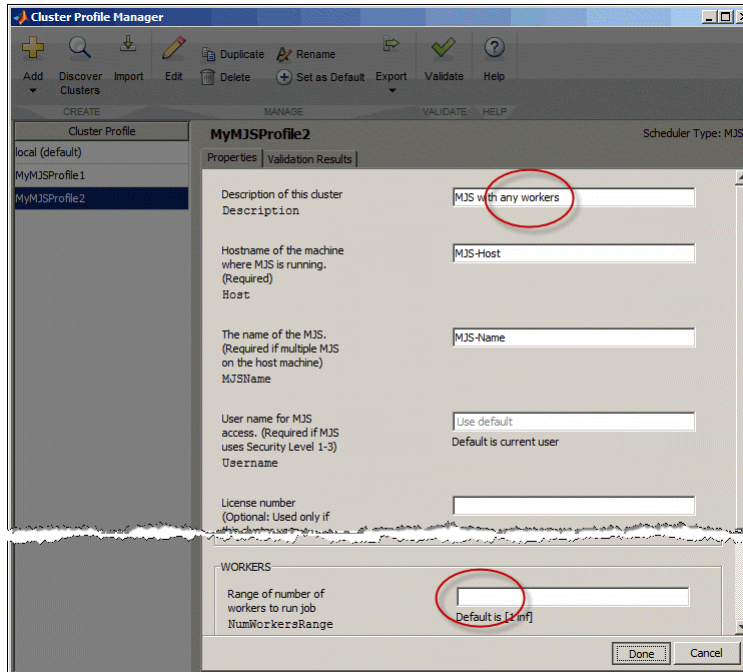 Cluster Profile Manager
Add
Discover
Clusters
Import
Edit
Duplicate
Rename
Delete
Set as Default
Export
Validate
Help
CREATE
MANAGE
VALIDATE
HELP
Cluster Profile
local (default)
MyMJSProfile1
MyMJSProfile2
MyMJSProfile2
Scheduler Type: MJS
Properties
Validation Results
Description of this cluster
Description
MJS with any workers
Hostname of the machine
where MJS is running.
(Required)
Host
MJS-Host
The name of the MJS.
(Required if multiple MJS
on the host machine)
MJSName
MJS-Name
User name for MJS
access. (Required if MJS
uses Security Level 1-3)
Username
Use default
Default is current user
License number
(Optional: Used only if
WORKERS
Range of number of
workers to run job
NumWorkersRange
Default is [1 inf]
Done
Cancel